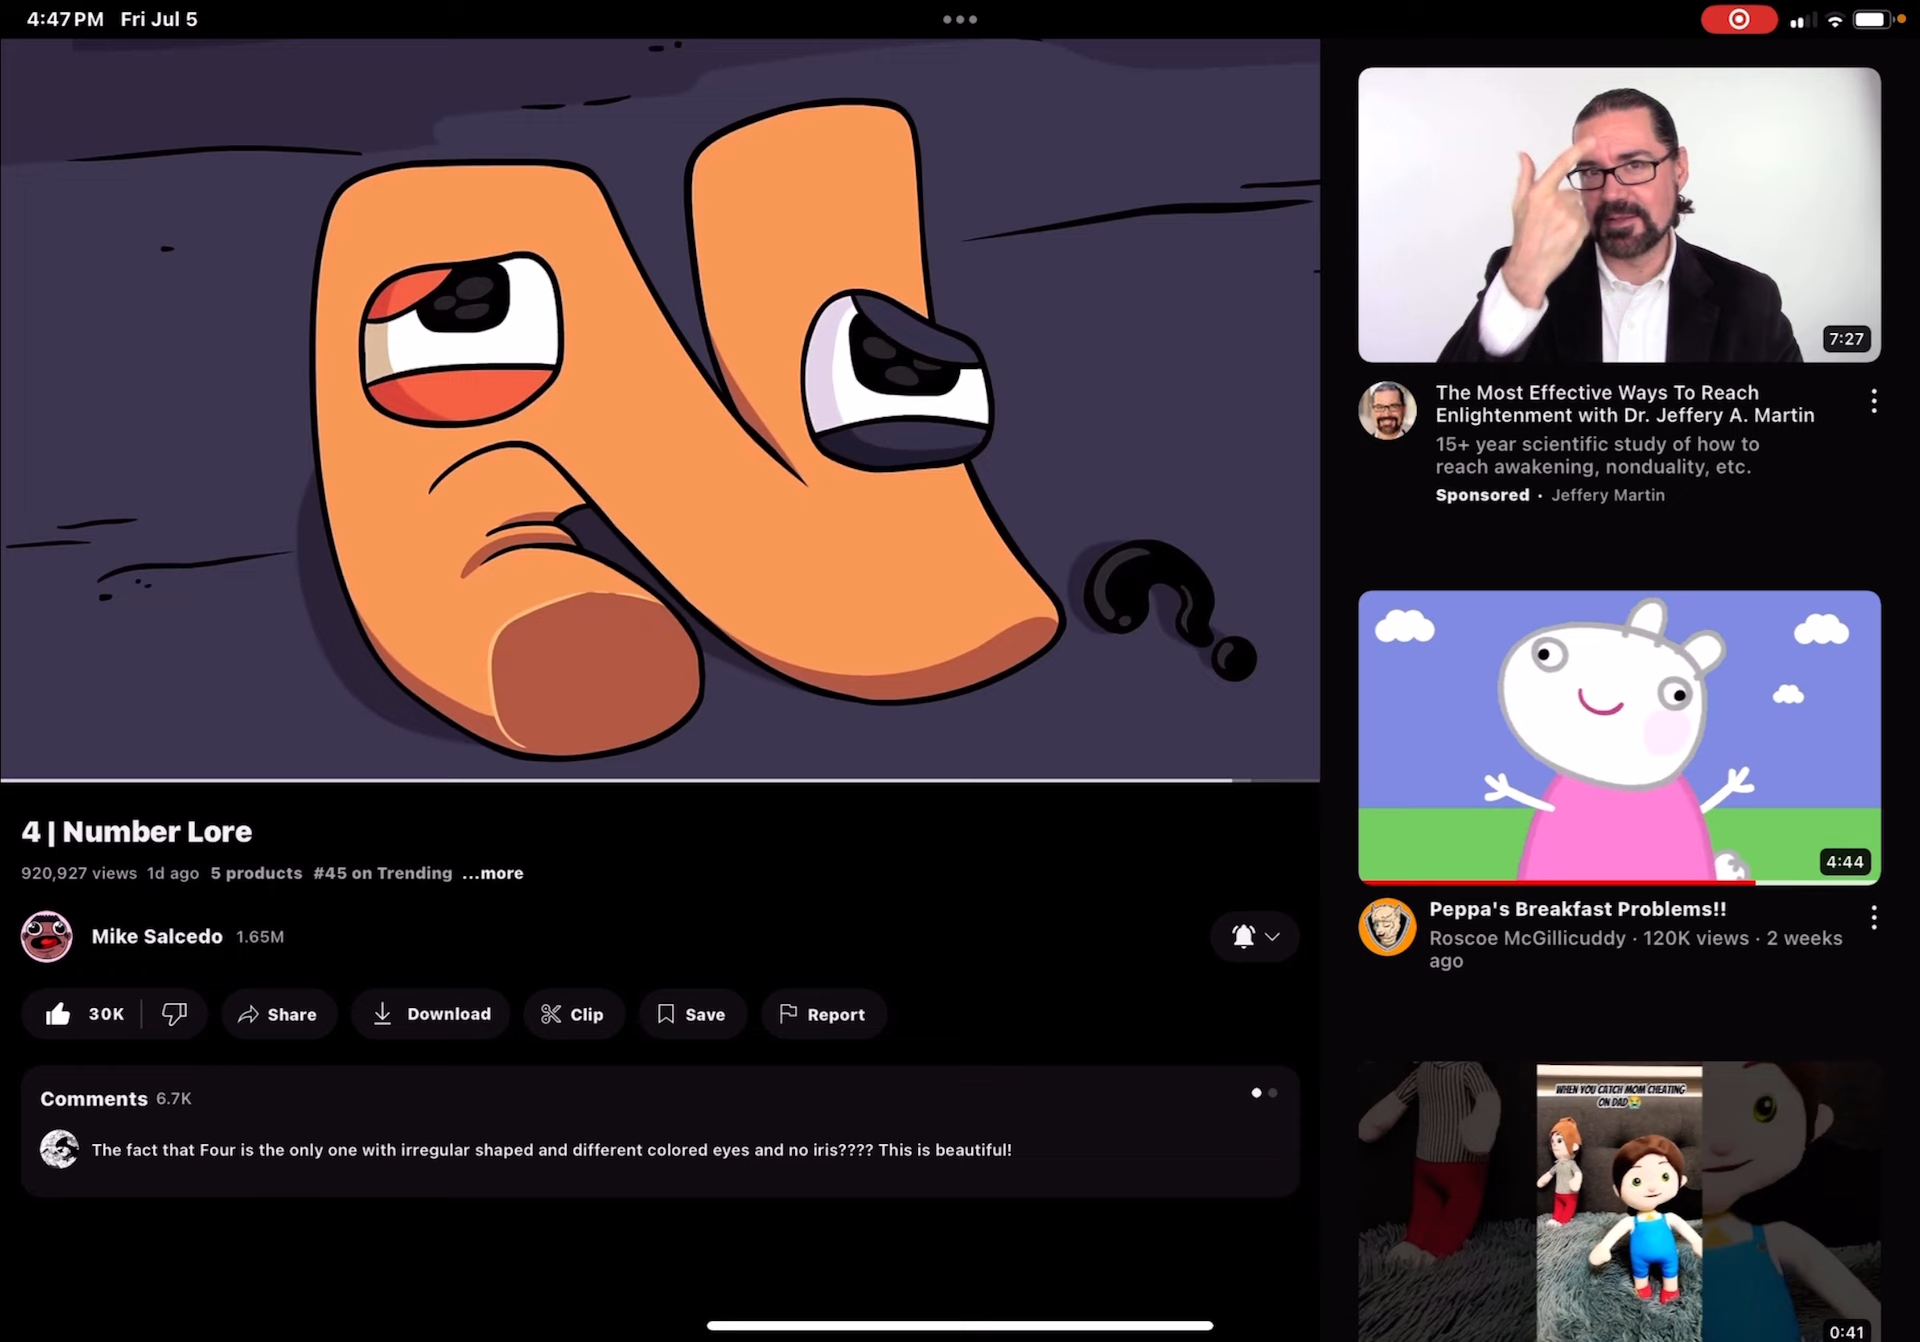 4:47 PM Fri Jul 5
7:27
The Most Effective Ways To Reach
Enlightenment with Dr. Jeffery A. Martin
15+ year scientific study of how to
reach awakening, nonduality, etc.
Sponsored · Jeffery Martin
4:44
Peppa's Breakfast Problems!!
Roscoe McGillicuddy · 120K views · 2 weeks
ago
WHEN YOU CATCH MOM CHEATING
ON DAD😭
0:41
4 | Number Lore
920,927 views 1d ago 5 products #45 on Trending ...more
Mike Salcedo 1.65M
30K Share Download Clip Save Report
Comments 6.7K
The fact that Four is the only one with irregular shaped and different colored eyes and no iris???? This is beautiful!